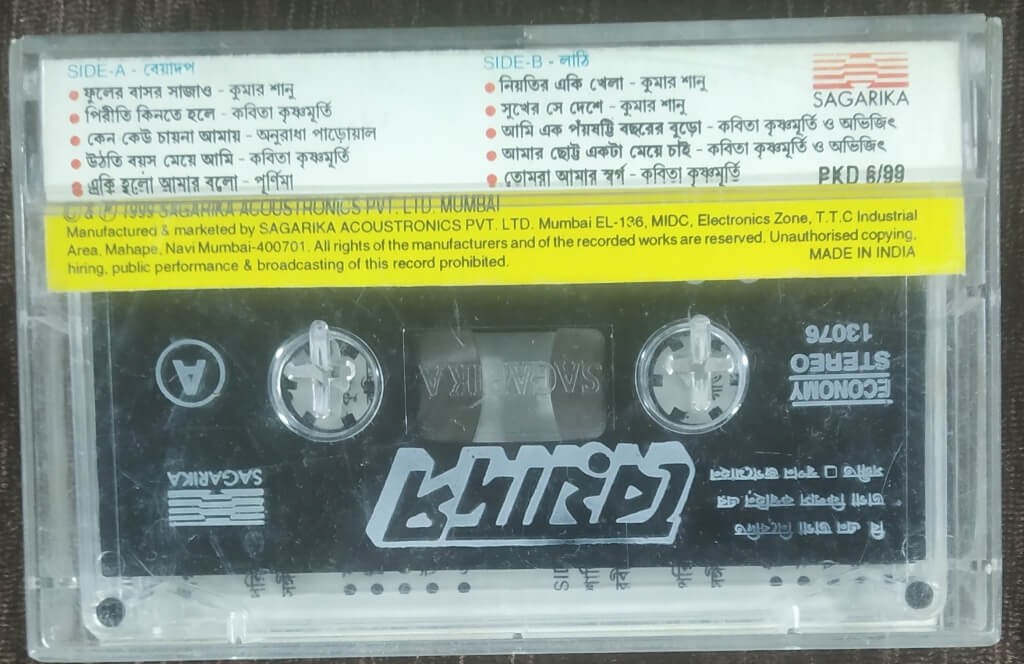 SIDE-A - বেয়াদপ
ফুলের বাসর সাজাও - কুমার শানু
পিরীতি কিনতে হলে - কবিতা কৃষ্ণমূর্তি
কেন কেউ চায়না আমায় - অনুরাধা পাড়োয়াল
উঠতি বয়স মেয়ে আমি - কবিতা কৃষ্ণমূর্তি
একি হলো আমার বলো - পূর্ণিমা
SIDE-B - লাঠি
নিয়তির একি খেলা - কুমার শানু
সুখের সে দেশে - কুমার শানু
আমি এক পঁয়ষট্টি বছরের বুড়ো - কবিতা কৃষ্ণমূর্তি ও অভিজিৎ
আমার ছোট্ট একটা মেয়ে চাই - কবিতা কৃষ্ণমূর্তি ও অভিজিৎ
তোমরা আমার স্বর্গ - কবিতা কৃষ্ণমূর্তি
SAGARIKA
PKD 6/99
© & ℗ 1999 SAGARIKA ACOUSTRONICS PVT. LTD. MUMBAI
Manufactured & marketed by SAGARIKA ACOUSTRONICS PVT. LTD. Mumbai EL-136, MIDC, Electronics Zone, T.T.C Industrial
Area, Mahape, Navi Mumbai-400701. All rights of the manufacturers and of the recorded works are reserved. Unauthorised copying,
hiring, public performance & broadcasting of this record prohibited.
MADE IN INDIA
A
SAGARIKA
13076
STEREO
ECONOMY
SAGARIKA
বেয়াদপ